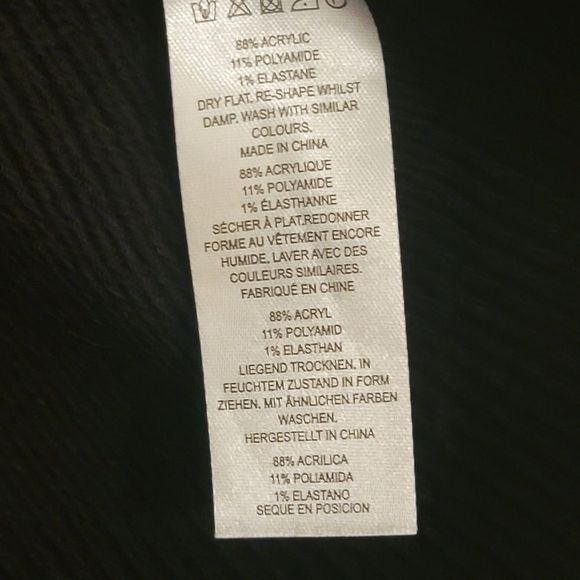 88% ACRYLIC
11% POLYAMIDE
1% ELASTANE
DRY FLAT. RE-SHAPE WHILST
DAMP. WASH WITH SIMILAR
COLOURS.
MADE IN CHINA
88% ACRYLIQUE
11% POLYAMIDE
1% ÉLASTHANNE
SÉCHER À PLAT.REDONNER
FORME AU VÊTEMENT ENCORE
HUMIDE, LAVER AVEC DES
COULEURS SIMILAIRES.
FABRIQUÉ EN CHINE
88% ACRYL
11% POLYAMID
1% ELASTHAN
LIEGEND TROCKNEN. IN
FEUCHTEM ZUSTAND IN FORM
ZIEHEN. MIT ÄHNLICHEN FARBEN
WASCHEN.
HERGESTELLT IN CHINA
88% ACRILICA
11% POLIAMIDA
1% ELASTANO
SEQUE EN POSICION